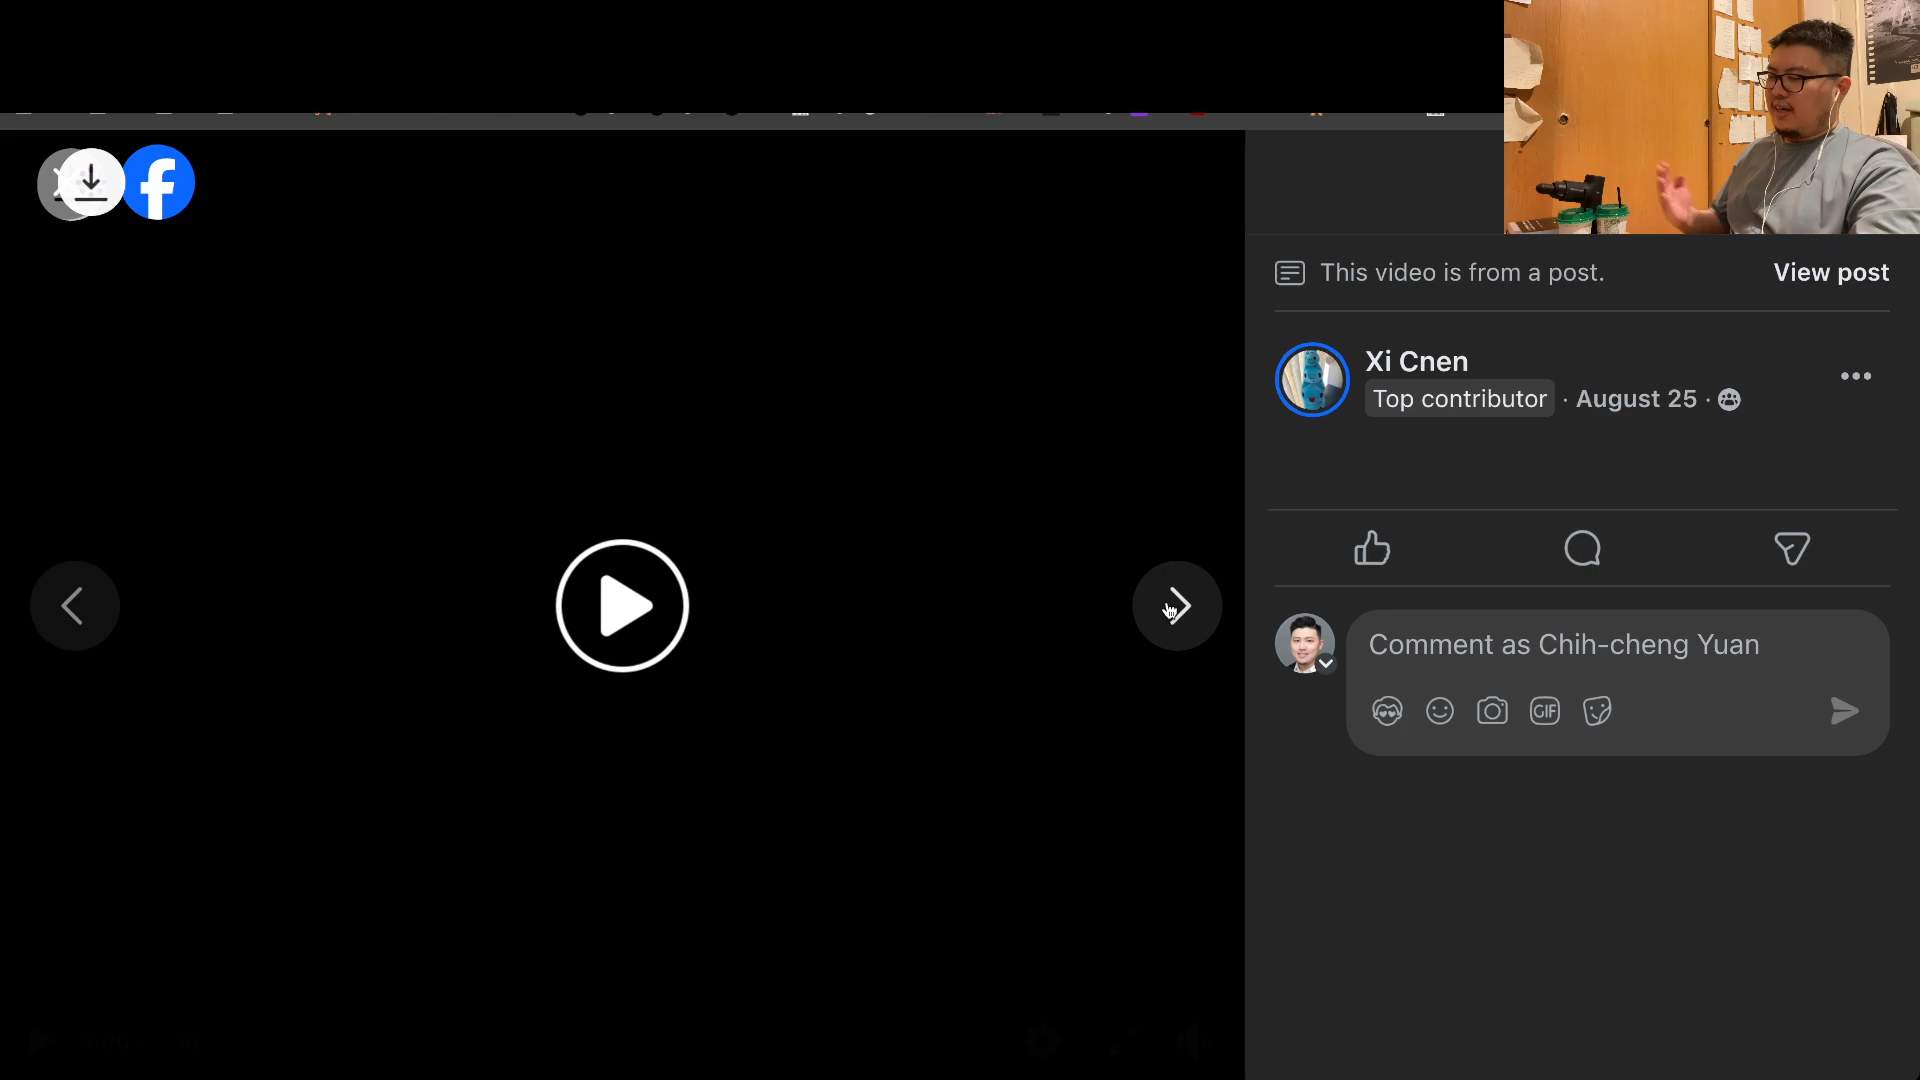 This video is from a post.
View post
Xi Cnen
Top contributor · August 25 ·
Comment as Chih-cheng Yuan
GIF